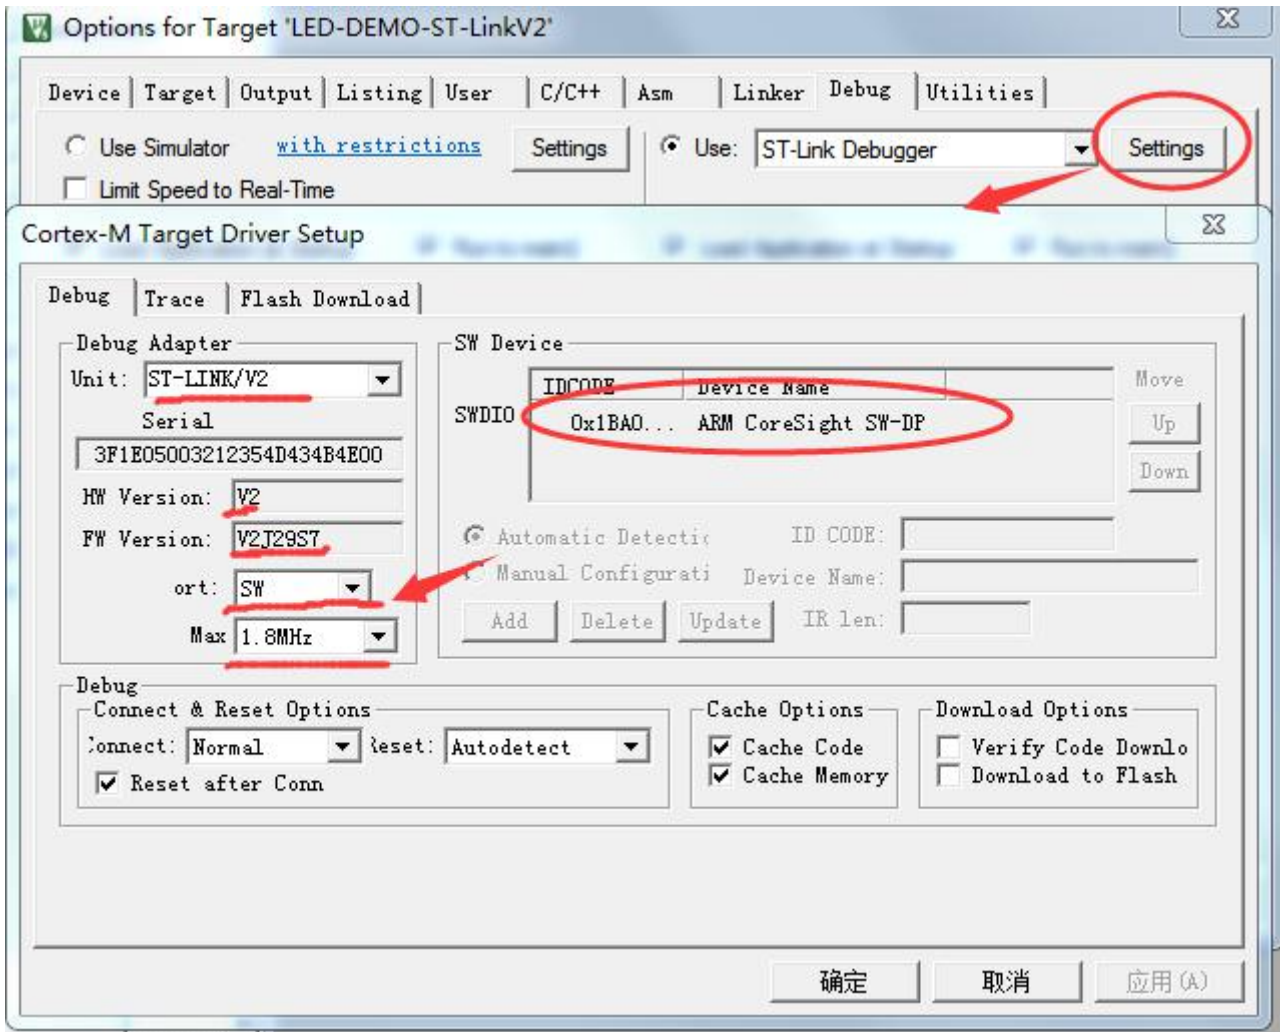 Options for Target 'LED-DEMO-ST-LinkV2'
Device Target Output Listing User C/C++ Asm Linker Debug Utilities
Use Simulator with restrictions Settings Use: ST-Link Debugger Settings
Limit Speed to Real-Time
Cortex-M Target Driver Setup
Debug Trace Flash Download
Debug Adapter
Unit: ST-LINK/V2
Serial
3F1E05003212354D434B4E00
HW Version: V2
FW Version: V2J29S7
ort: SW
Max 1.8MHz
SW Device
IDCODE Device Name
SWDIO 0x1BA0... ARM CoreSight SW-DP
Move
Up
Down
Automatic Detectic ID CODE:
Manual Configurati Device Name:
Add Delete Update IR len:
Debug
Connect & Reset Options
onnect: Normal Reset: Autodetect
Reset after Conn
Cache Options
Cache Code
Cache Memory
Download Options
Verify Code Downlo
Download to Flash
确定 取消 应用(A)